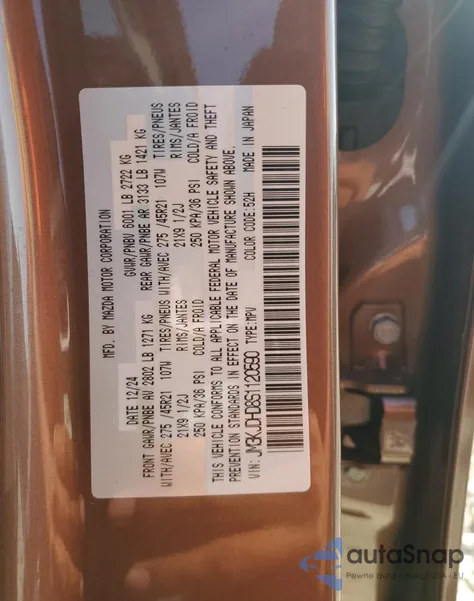 MFD. BY MAZDA MOTOR CORPORATION
DATE 12/24 GVWR/PNBV 6001 LB 2722 KG
FRONT GAWR/PNBE AV 2802 LB 1271 KG REAR GAWR/PNBE AR 3133 LB 1421 KG
WITH/AVEC 275 /45R21 107W TIRES/PNEUS WITH/AVEC 275 /45R21 107W TIRES/PNEUS
21X9 1/2J RIMS/JANTES 21X9 1/2J RIMS/JANTES
250 KPA/36 PSI COLD/A FROID 250 KPA/36 PSI COLD/A FROID
THIS VEHICLE CONFORMS TO ALL APPLICABLE FEDERAL MOTOR VEHICLE SAFETY AND THEFT
PREVENTION STANDARDS IN EFFECT ON THE DATE OF MANUFACTURE SHOWN ABOVE.
COLOR CODE:52H MADE IN JAPAN
VIN: JM3KJDHD8S1120590 TYPE:MPV
autaSnap